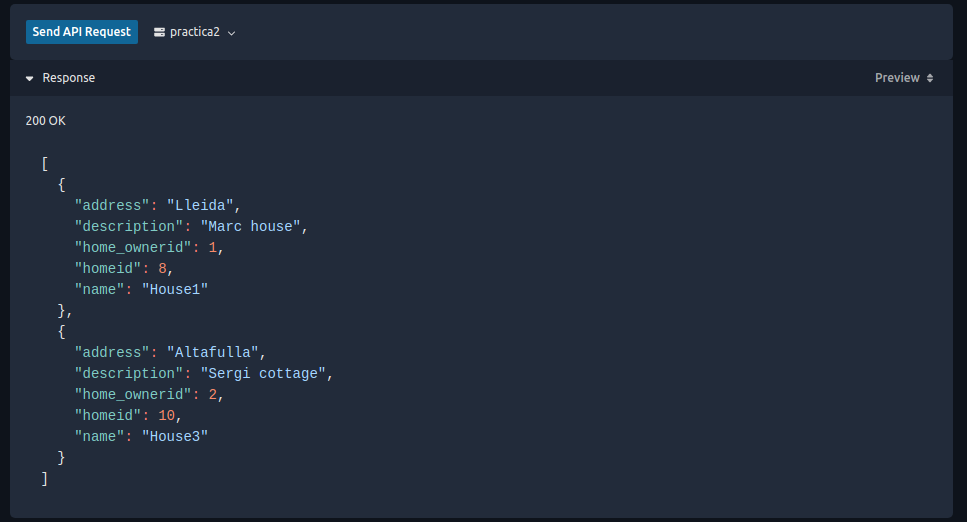 Send API Request practica2
Response Preview
200 OK
[
  {
    "address": "Lleida",
    "description": "Marc house",
    "home_ownerid": 1,
    "homeid": 8,
    "name": "House1"
  },
  {
    "address": "Altafulla",
    "description": "Sergi cottage",
    "home_ownerid": 2,
    "homeid": 10,
    "name": "House3"
  }
]